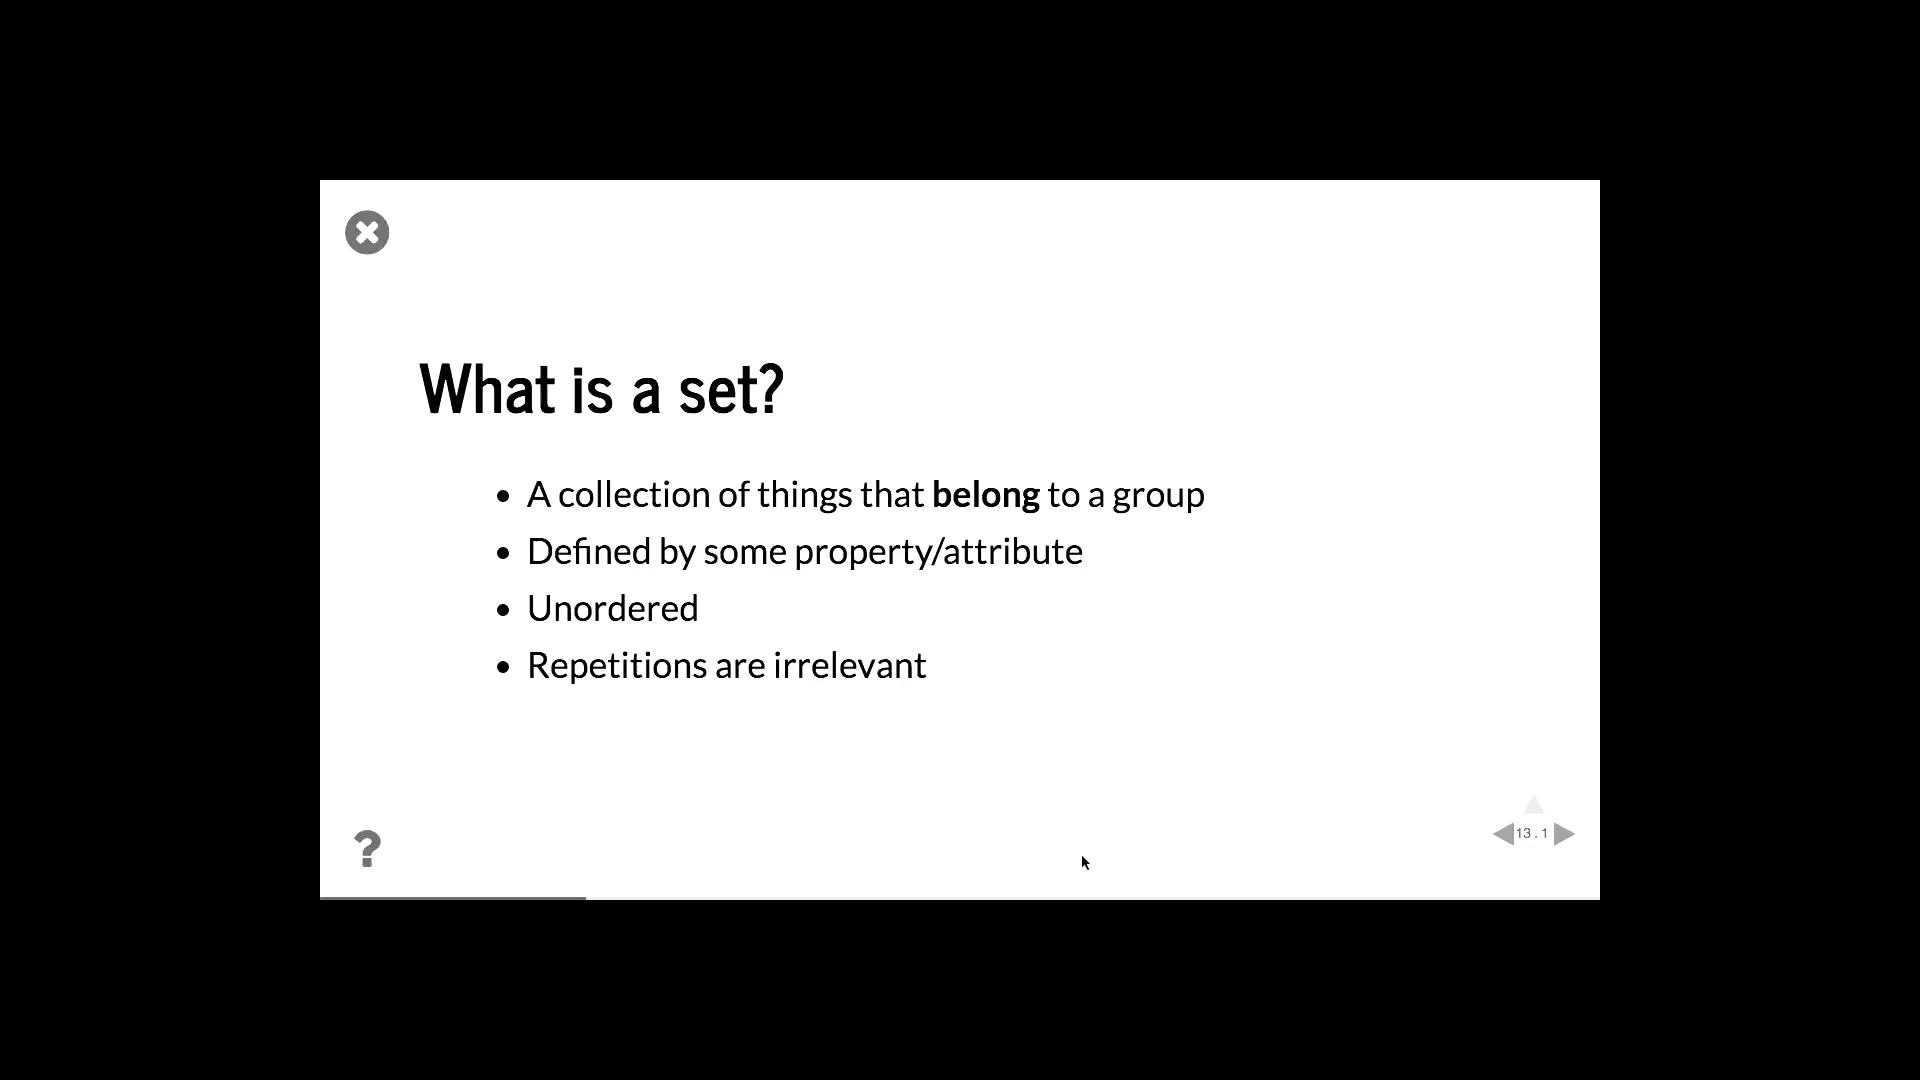 What is a set?
• A collection of things that belong to a group
• Defined by some property/attribute
• Unordered
• Repetitions are irrelevant
?
13.1